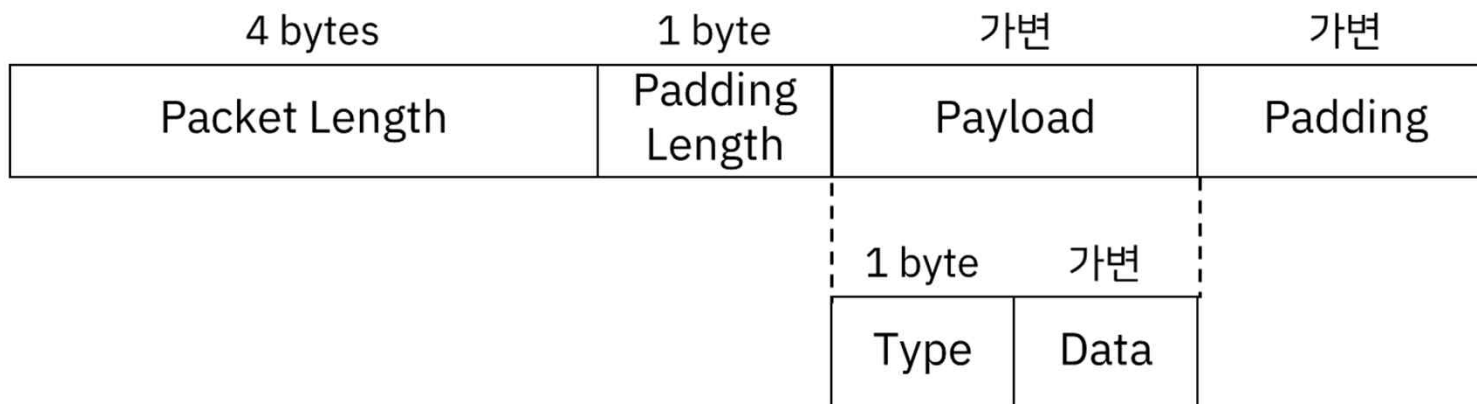 4 bytes
1 byte
가변
가변
Packet Length
Padding
Length
Payload
Padding
1 byte
가변
Type
Data